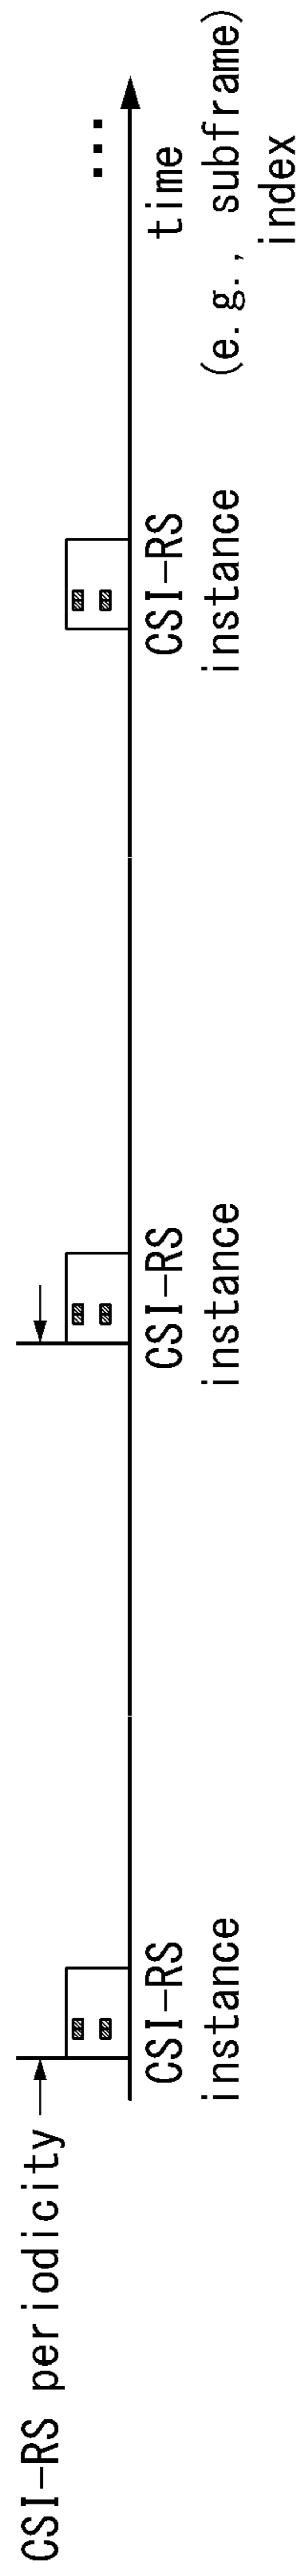 CSI-RS periodicity
CSI-RS
instance
CSI-RS
instance
CSI-RS
instance
...
time
(e.g., subframe)
index